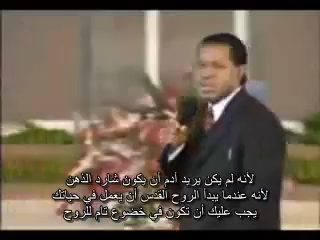 لأنه لم يكن يريد أدم أن يكون شارد الذهن
لأنه عندما يبدأ الروح القدس أن يعمل في حياتك
يجب عليك أن تكون في خضوع تام للروح